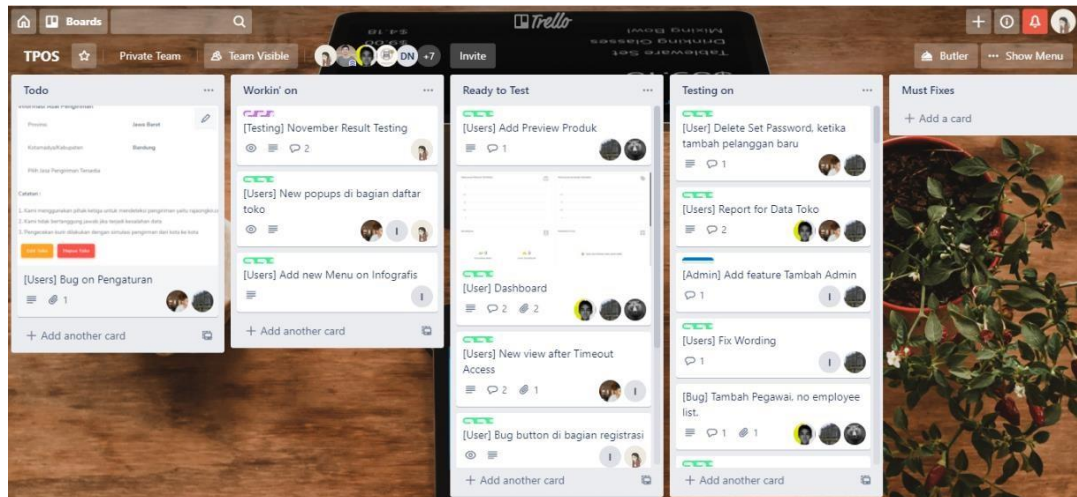 Boards
Trello
TPOS
Private Team
Team Visible
DN
+7
Invite
Butler
Show Menu
Todo
Provinsi
Jawa Barat
Kotamadya/Kabupaten
Bandung
Pilih Jasa Pengiriman Tersedia
Catatan :
[Users] Bug on Pengaturan
1
+ Add another card
Workin' on
[Testing] November Result Testing
2
[Users] New popups di bagian daftar
toko
I
[Users] Add new Menu on Infografis
I
+ Add another card
Ready to Test
[Users] Add Preview Produk
1
[User] Dashboard
2 2
[Users] New view after Timeout
Access
2 1
I
[User] Bug button di bagian registrasi
I
+ Add another card
Testing on
[User] Delete Set Password, ketika
tambah pelanggan baru
1
[Users] Report for Data Toko
2
[Admin] Add feature Tambah Admin
1
I
[Users] Fix Wording
1
I
[Bug] Tambah Pegawai, no employee
list.
1 1
+ Add another card
Must Fixes
+ Add a card